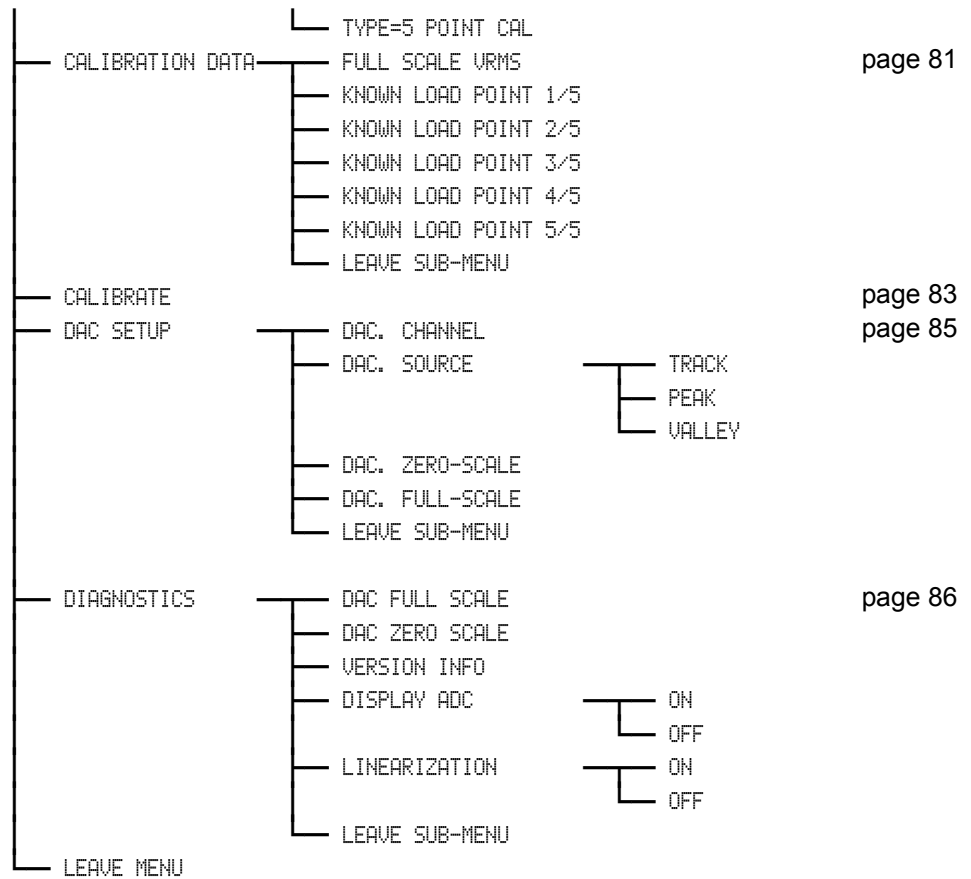 TYPE=5 POINT CAL
CALIBRATION DATA FULL SCALE VRMS page 81
KNOWN LOAD POINT 1/5
KNOWN LOAD POINT 2/5
KNOWN LOAD POINT 3/5
KNOWN LOAD POINT 4/5
KNOWN LOAD POINT 5/5
LEAVE SUB-MENU
CALIBRATE page 83
DAC SETUP DAC. CHANNEL page 85
DAC. SOURCE TRACK
PEAK
VALLEY
DAC. ZERO-SCALE
DAC. FULL-SCALE
LEAVE SUB-MENU
DIAGNOSTICS DAC FULL SCALE page 86
DAC ZERO SCALE
VERSION INFO
DISPLAY ADC ON
OFF
LINEARIZATION ON
OFF
LEAVE SUB-MENU
LEAVE MENU